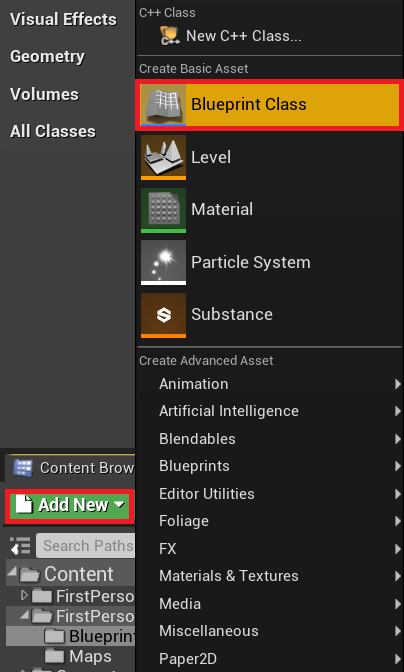 Visual Effects
Geometry
Volumes
All Classes
C++ Class
New C++ Class...
Create Basic Asset
Blueprint Class
Level
Material
Particle System
Substance
Create Advanced Asset
Animation
Artificial Intelligence
Blendables
Blueprints
Editor Utilities
Foliage
FX
Materials & Textures
Media
Miscellaneous
Paper2D
Content Brow
Add New
Search Paths
Content
FirstPerso
FirstPerso
Blueprint
Maps